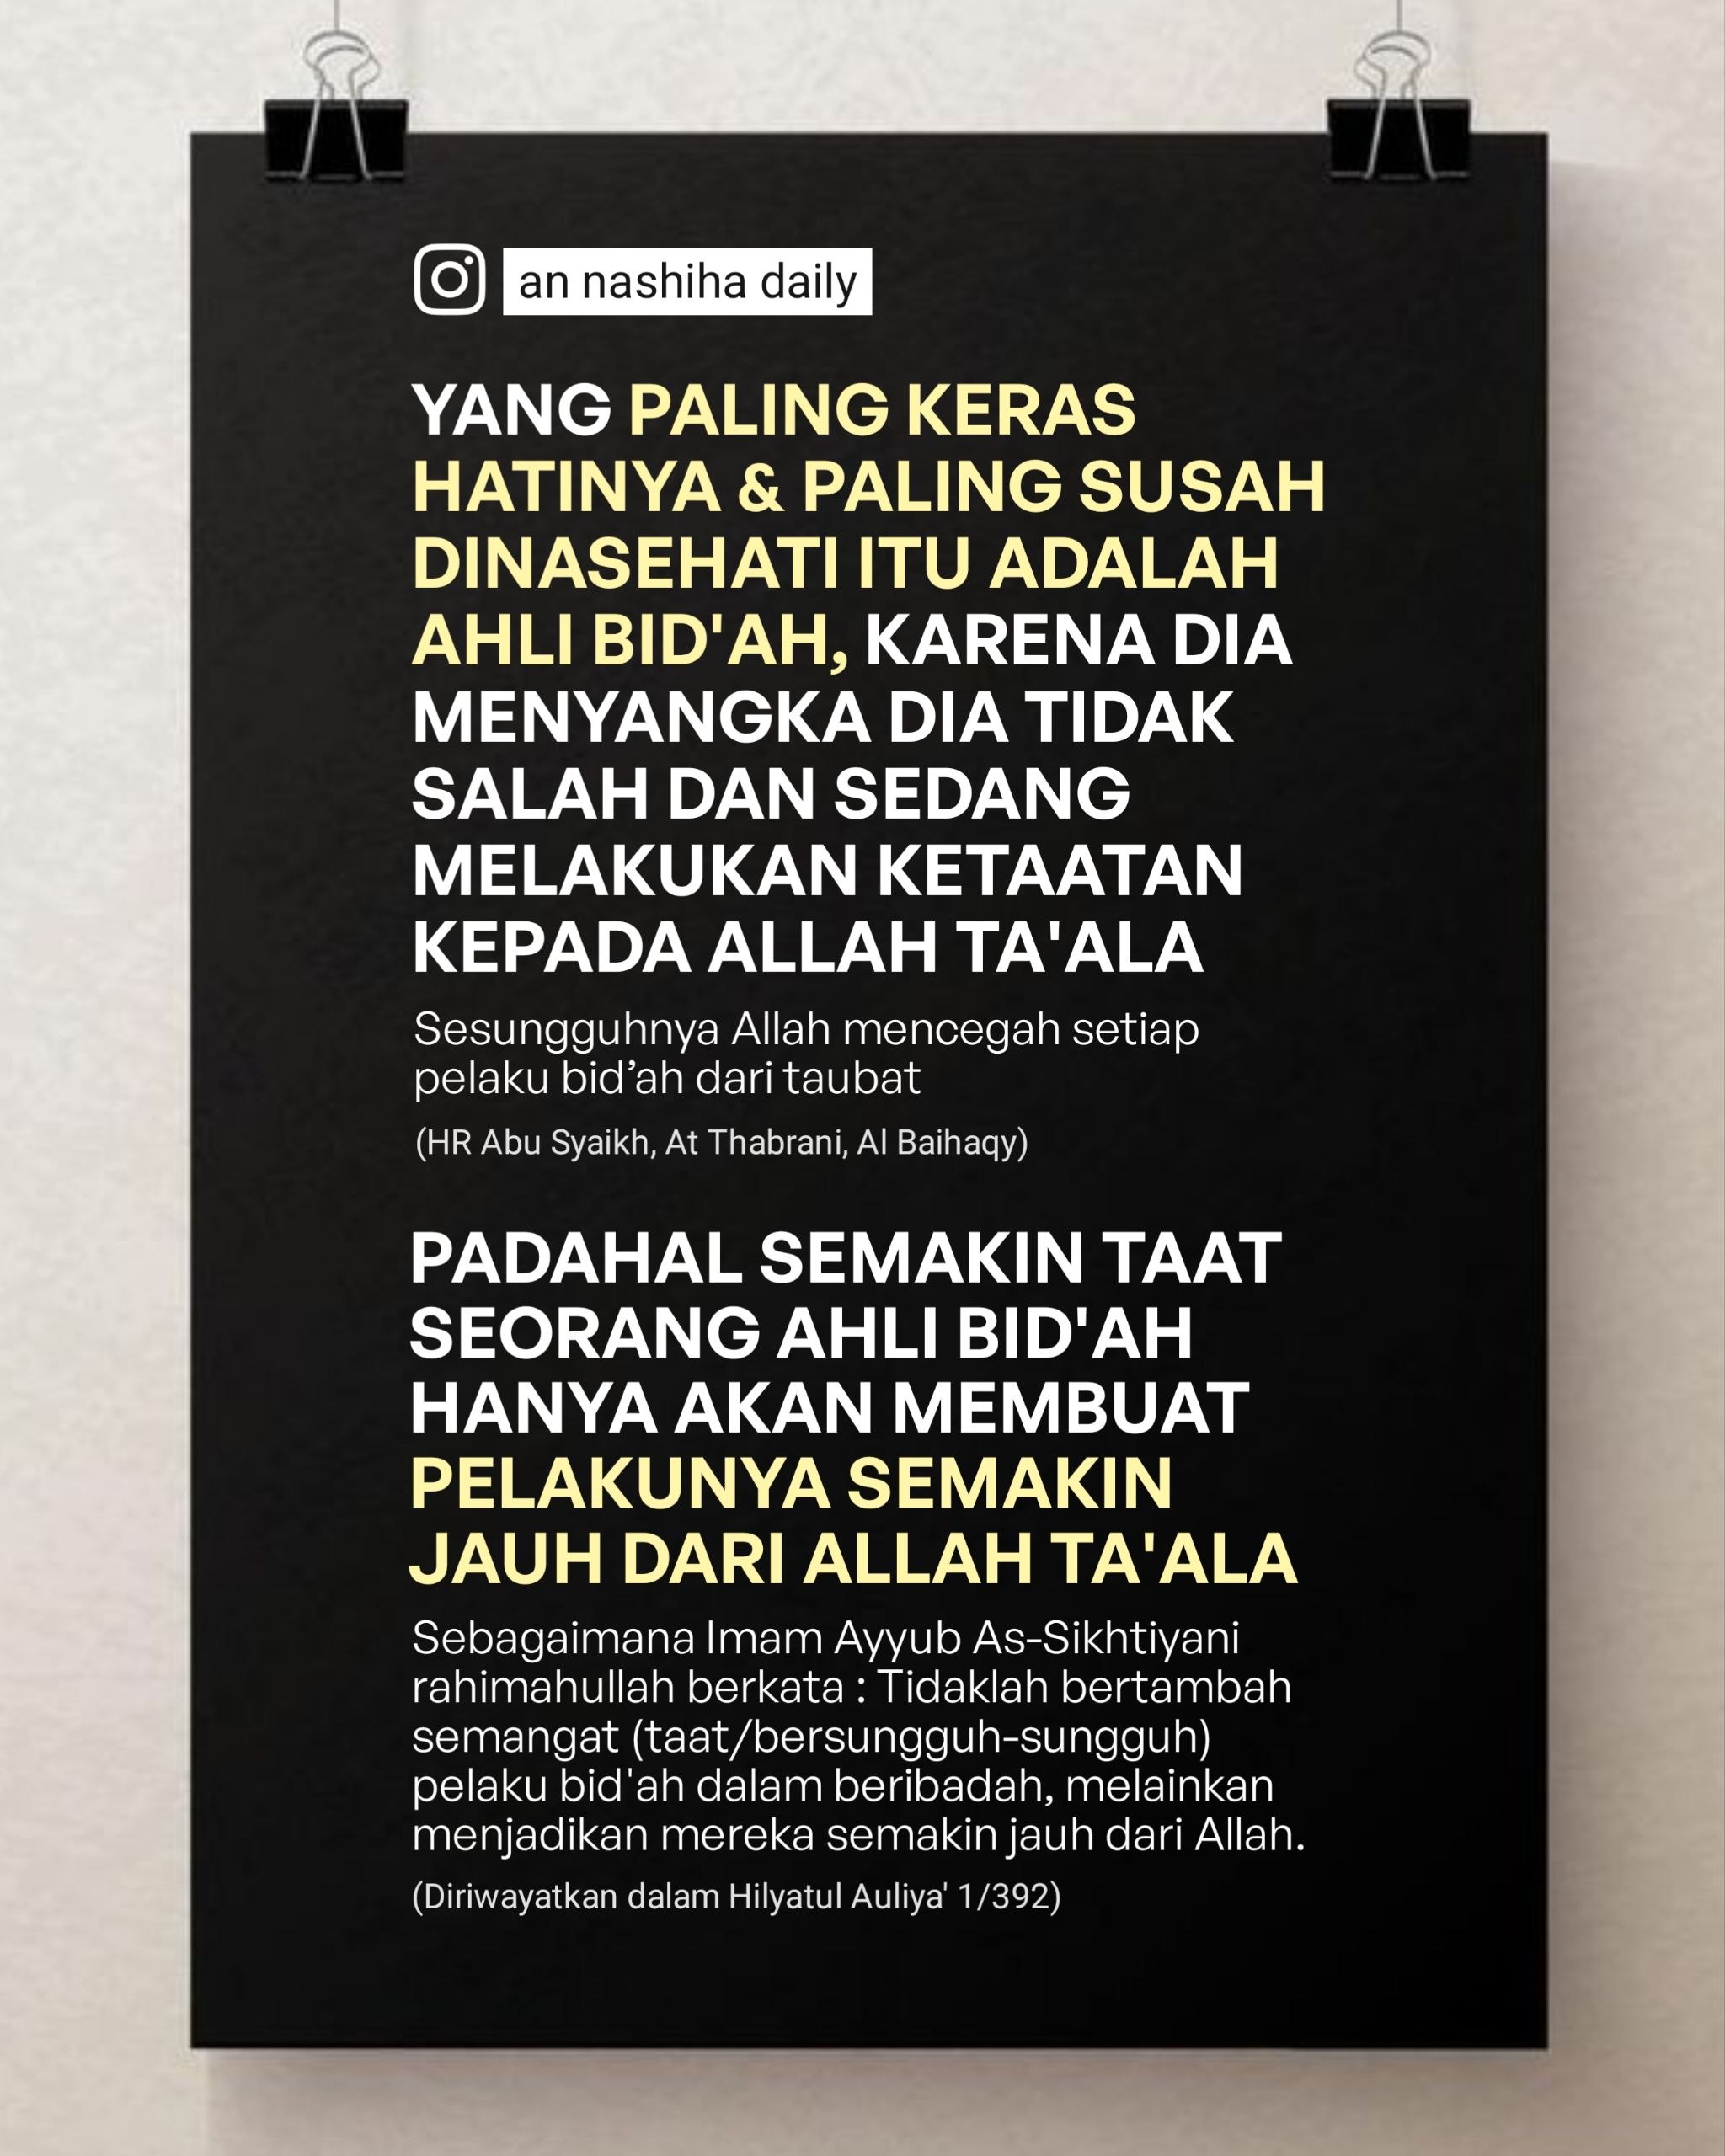 an nashiha daily
YANG PALING KERAS
HATINYA & PALING SUSAH
DINASEHATI ITU ADALAH
AHLI BID'AH, KARENA DIA
MENYANGKA DIA TIDAK
SALAH DAN SEDANG
MELAKUKAN KETAATAN
KEPADA ALLAH TA'ALA
Sesungguhnya Allah mencegah setiap
pelaku bid’ah dari taubat
(HR Abu Syaikh, At Thabrani, Al Baihaqy)
PADAHAL SEMAKIN TAAT
SEORANG AHLI BID'AH
HANYA AKAN MEMBUAT
PELAKUNYA SEMAKIN
JAUH DARI ALLAH TA'ALA
Sebagaimana Imam Ayyub As-Sikhtiyani
rahimahullah berkata : Tidaklah bertambah
semangat (taat/bersungguh-sungguh)
pelaku bid'ah dalam beribadah, melainkan
menjadikan mereka semakin jauh dari Allah.
(Diriwayatkan dalam Hilyatul Auliya' 1/392)